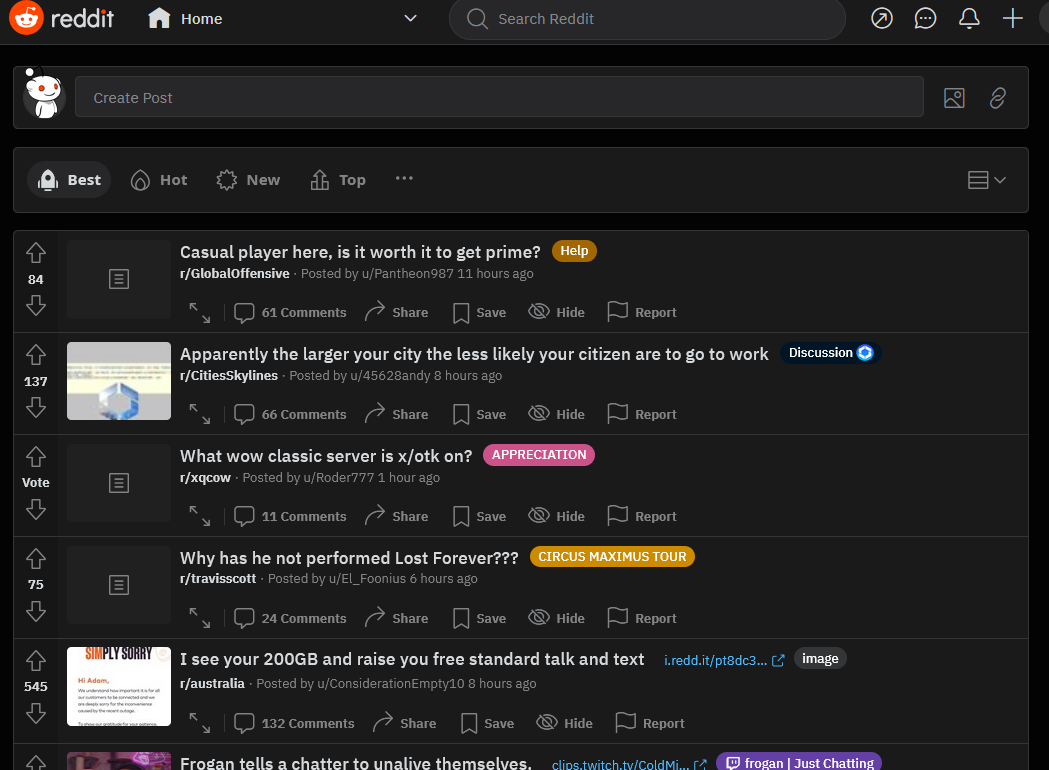 reddit Home Search Reddit
Create Post
Best Hot New Top
Casual player here, is it worth it to get prime? Help
r/GlobalOffensive · Posted by u/Pantheon987 11 hours ago
84
61 Comments Share Save Hide Report
Apparently the larger your city the less likely your citizen are to go to work Discussion
r/CitiesSkylines · Posted by u/45628andy 8 hours ago
137
66 Comments Share Save Hide Report
What wow classic server is x/otk on? APPRECIATION
r/xqcow · Posted by u/Roder777 1 hour ago
Vote
11 Comments Share Save Hide Report
Why has he not performed Lost Forever??? CIRCUS MAXIMUS TOUR
r/travisscott · Posted by u/El_Foonius 6 hours ago
75
24 Comments Share Save Hide Report
SIMPLY SORRY
Hi Adam,
We understand how important it is for all
our customers to be connected and we
are deeply sorry for the inconvenience
caused by the recent outage.
To show our gratitude for your patience,
I see your 200GB and raise you free standard talk and text i.redd.it/pt8dc3... image
r/australia · Posted by u/ConsiderationEmpty10 8 hours ago
545
132 Comments Share Save Hide Report
Frogan tells a chatter to unalive themselves. clips.twitch.tv/ColdMi... frogan | Just Chatting